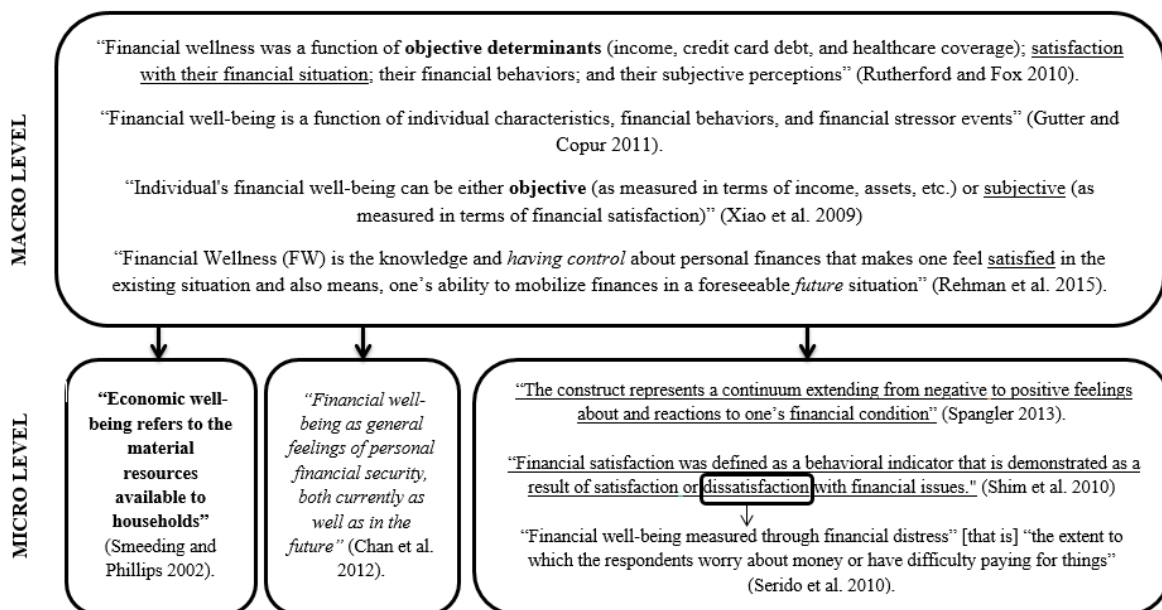 MACRO LEVEL
“Financial wellness was a function of objective determinants (income, credit card debt, and healthcare coverage); satisfaction
with their financial situation; their financial behaviors; and their subjective perceptions” (Rutherford and Fox 2010).
“Financial well-being is a function of individual characteristics, financial behaviors, and financial stressor events” (Gutter and
Copur 2011).
“Individual's financial well-being can be either objective (as measured in terms of income, assets, etc.) or subjective (as
measured in terms of financial satisfaction)” (Xiao et al. 2009)
“Financial Wellness (FW) is the knowledge and having control about personal finances that makes one feel satisfied in the
existing situation and also means, one’s ability to mobilize finances in a foreseeable future situation” (Rehman et al. 2015).
MICRO LEVEL
“Economic well-
being refers to the
material
resources
available to
households”
(Smeeding and
Phillips 2002).
“Financial well-
being as general
feelings of personal
financial security,
both currently as
well as in the
future” (Chan et al.
2012).
“The construct represents a continuum extending from negative to positive feelings
about and reactions to one’s financial condition” (Spangler 2013).
“Financial satisfaction was defined as a behavioral indicator that is demonstrated as a
result of satisfaction or dissatisfaction with financial issues." (Shim et al. 2010)
“Financial well-being measured through financial distress” [that is] “the extent to
which the respondents worry about money or have difficulty paying for things”
(Serido et al. 2010).